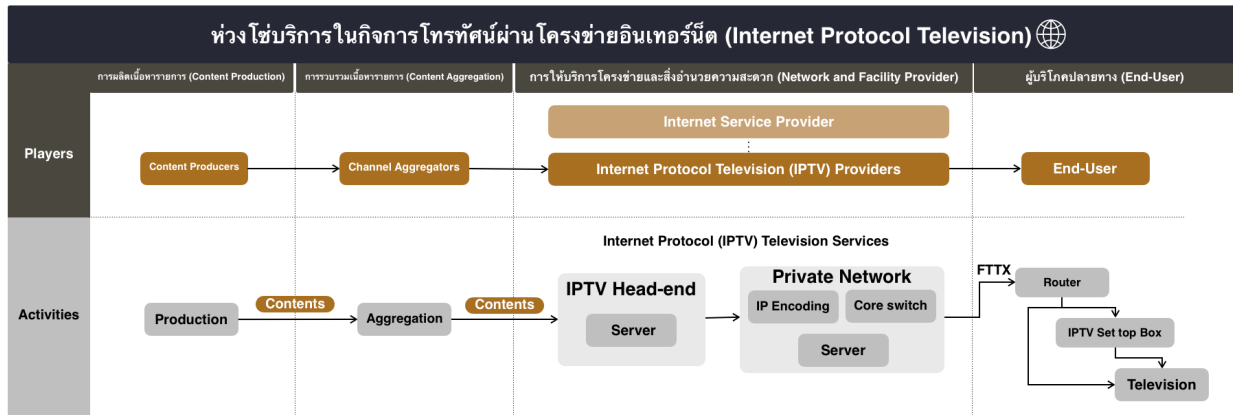 ห่วงโซ่บริการในกิจการโทรทัศน์ผ่านโครงข่ายอินเทอร์น็ต (Internet Protocol Television)
การผลิตเนื้อหารายการ (Content Production)
การรวบรวมเนื้อหารายการ (Content Aggregation)
การให้บริการโครงข่ายและสิ่งอำนวยความสะดวก (Network and Facility Provider)
ผู้บริโภคปลายทาง (End-User)
Players
Internet Service Provider
Content Producers
Channel Aggregators
Internet Protocol Television (IPTV) Providers
End-User
Activities
Internet Protocol (IPTV) Television Services
Production
Contents
Aggregation
Contents
IPTV Head-end
Server
Private Network
IP Encoding
Core switch
Server
FTTX
Router
IPTV Set top Box
Television